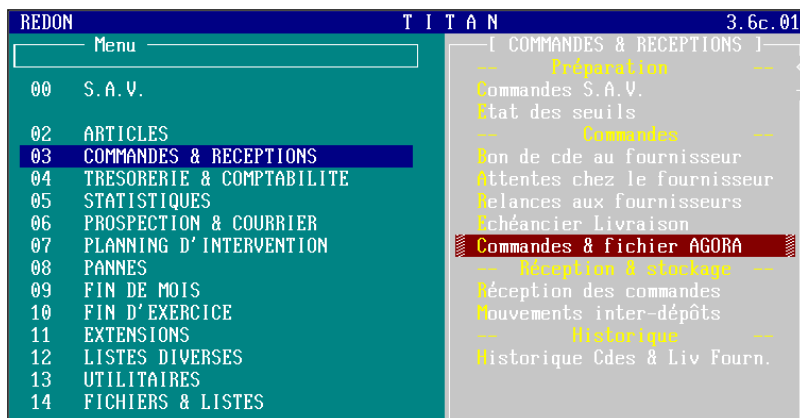 REDON T I T A N 3.6c.01
Menu
00 S.A.V.
02 ARTICLES
03 COMMANDES & RECEPTIONS
04 TRESORERIE & COMPTABILITE
05 STATISTIQUES
06 PROSPECTION & COURRIER
07 PLANNING D'INTERVENTION
08 PANNES
09 FIN DE MOIS
10 FIN D'EXERCICE
11 EXTENSIONS
12 LISTES DIVERSES
13 UTILITAIRES
14 FICHIERS & LISTES
[ COMMANDES & RECEPTIONS ]
-- Préparation --
Commandes S.A.V.
Etat des seuils
-- Commandes --
Bon de cde au fournisseur
Attentes chez le fournisseur
Relances aux fournisseurs
Echéancier Livraison
Commandes & fichier AGORA
-- Réception & stockage --
Réception des commandes
Mouvements inter-dépôts
-- Historique --
Historique Cdes & Liv Fourn.